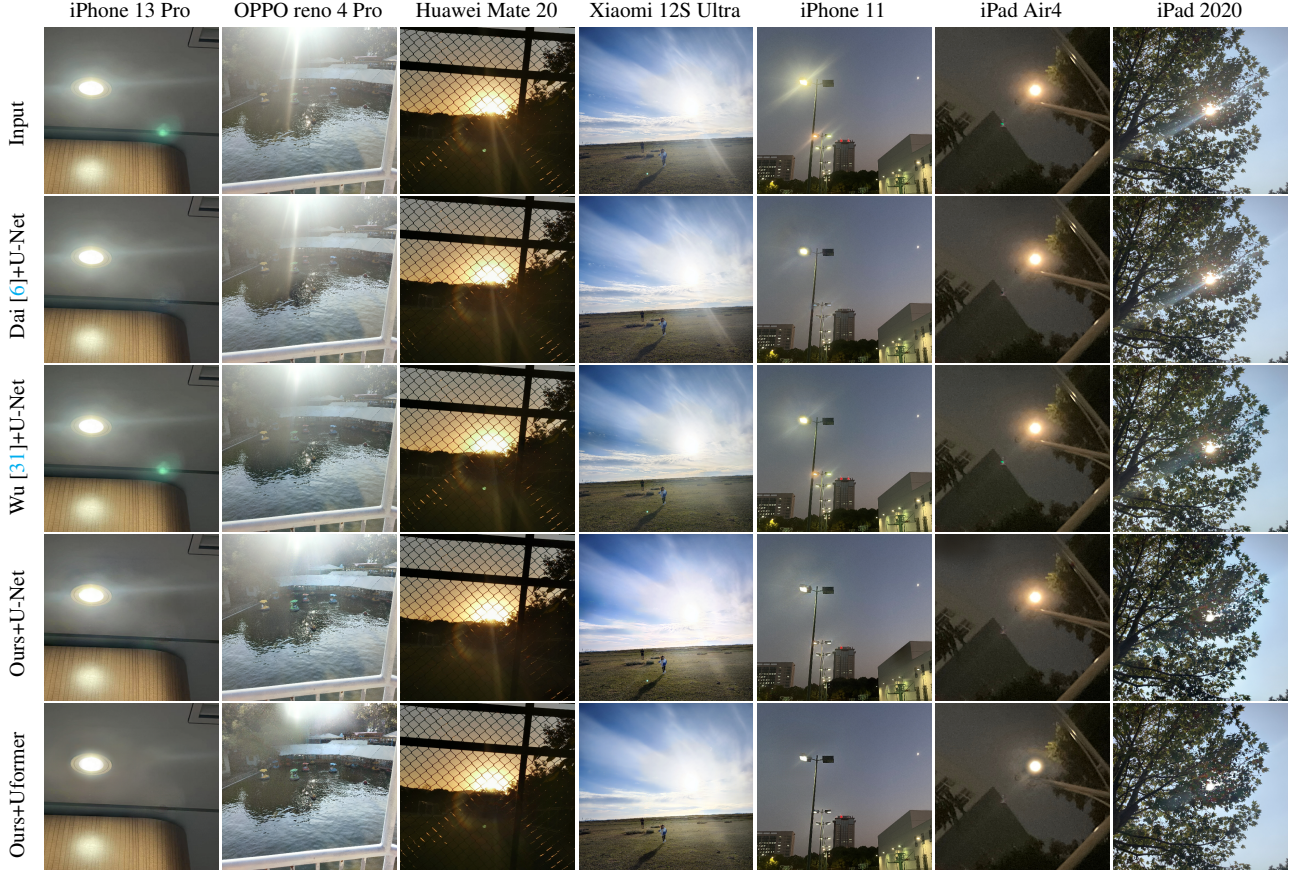 iPhone 13 Pro OPPO reno 4 Pro Huawei Mate 20 Xiaomi 12S Ultra iPhone 11 iPad Air4 iPad 2020
Input
Dai [6]+U-Net
Wu [31]+U-Net
Ours+U-Net
Ours+Uformer